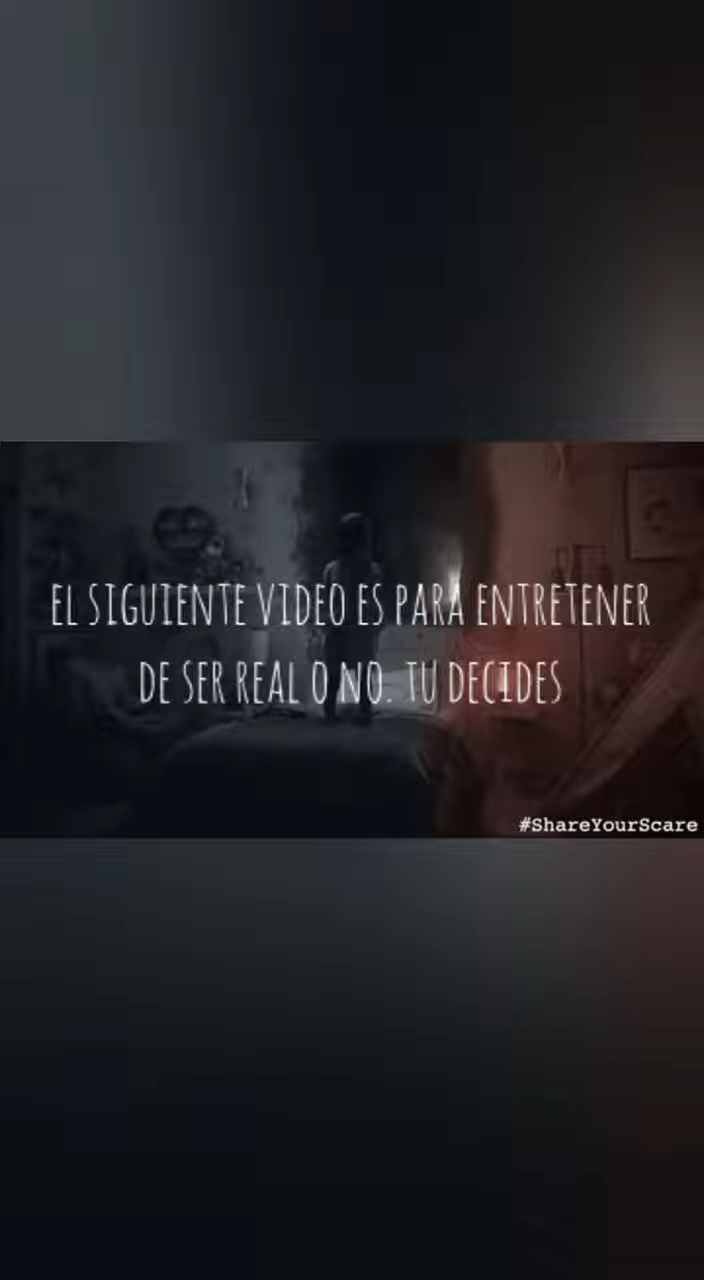 EL SIGUIENTE VIDEO ES PARA ENTRETENER
DE SER REAL O NO. TU DECIDES
#ShareYourScare